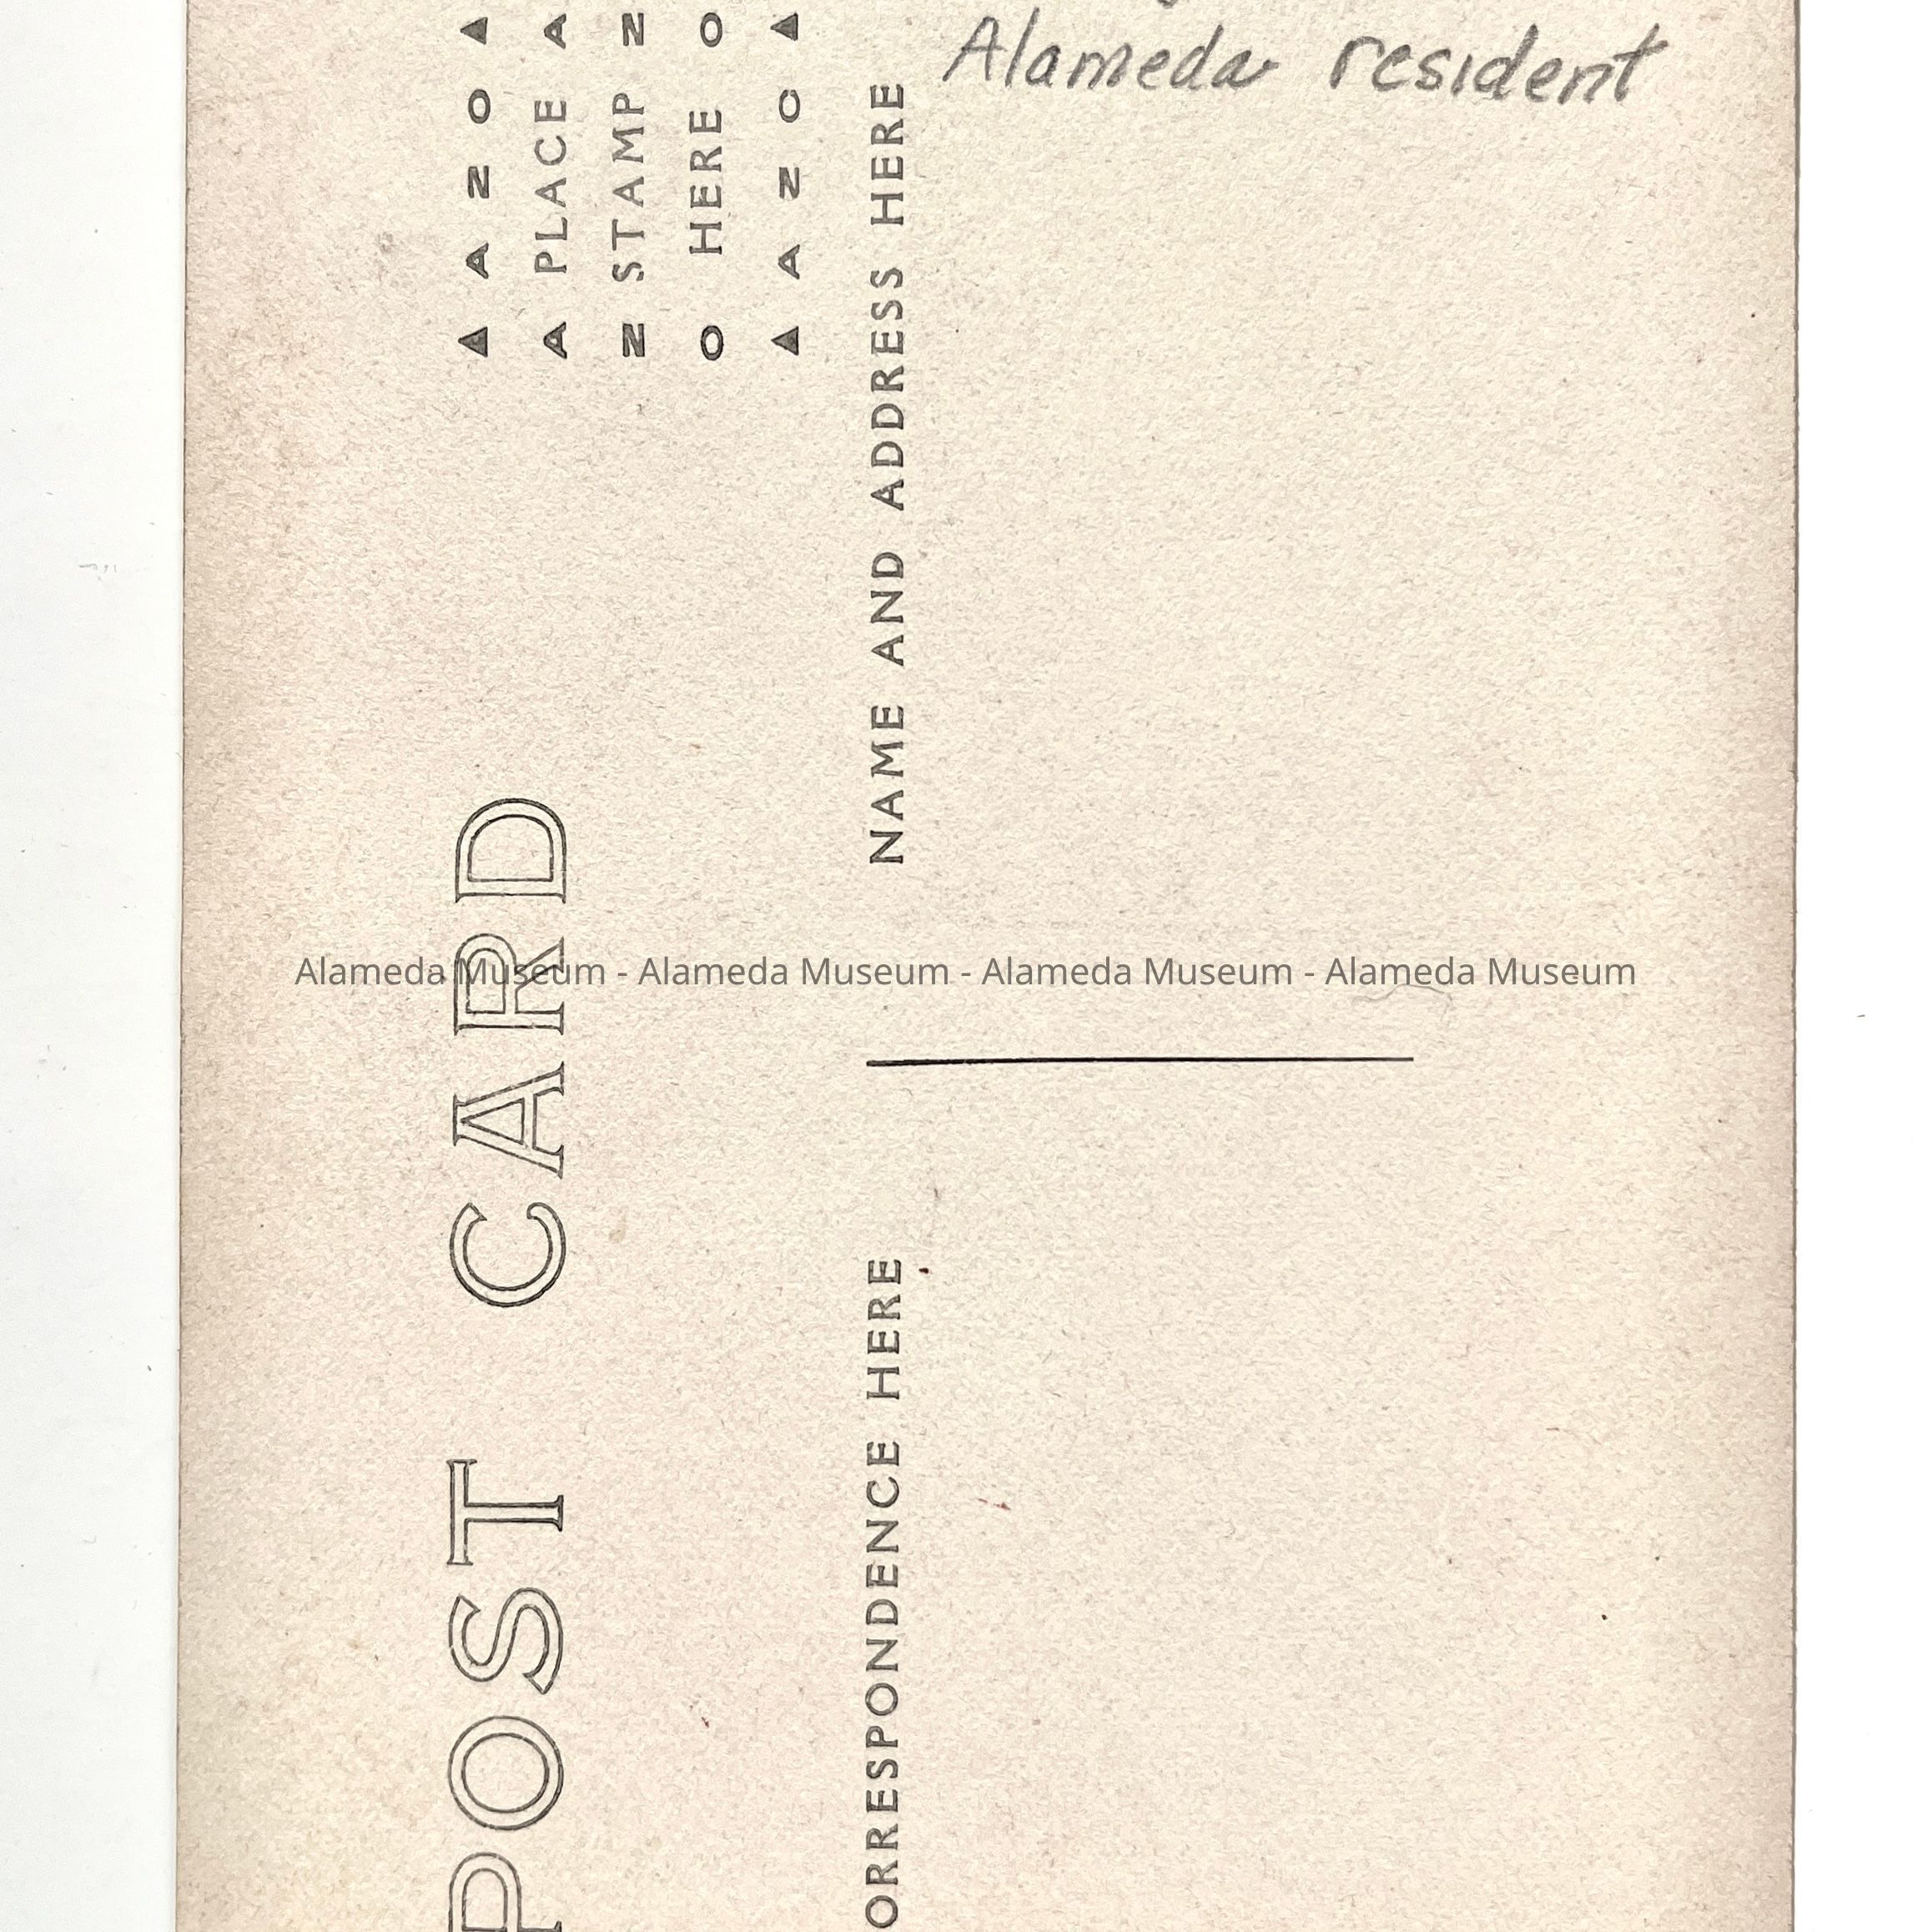 Alameda resident
▲ A Z O ▲
A PLACE A
Z STAMP Z
O HERE O
▲ A Z O ▲
POST CARD
ORRESPONDENCE HERE
NAME AND ADDRESS HERE
Alameda Museum - Alameda Museum - Alameda Museum - Alameda Museum